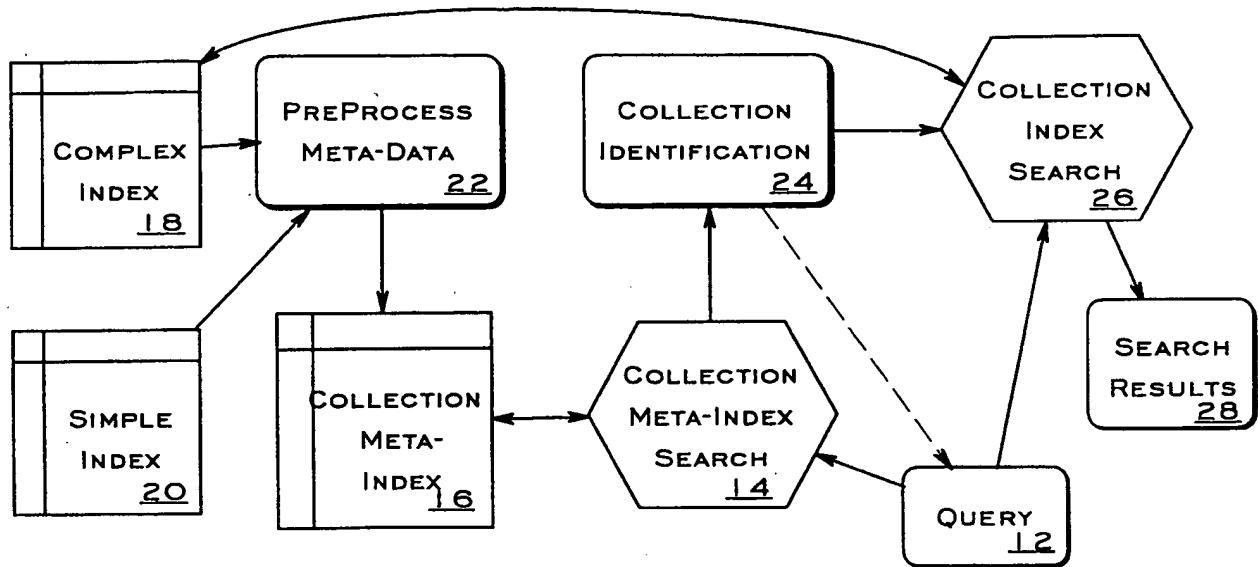 COMPLEX
INDEX
18
PREPROCESS
META-DATA
22
COLLECTION
IDENTIFICATION
24
COLLECTION
INDEX
SEARCH
26
SIMPLE
INDEX
20
COLLECTION
META-
INDEX
16
COLLECTION
META-INDEX
SEARCH
14
QUERY
12
SEARCH
RESULTS
28